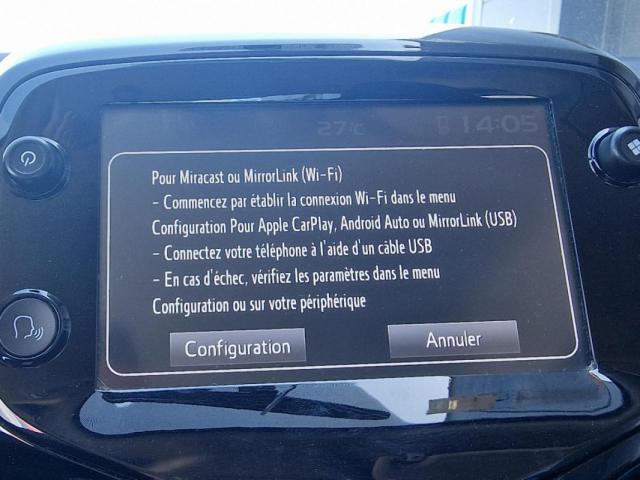 27°C 14:05
Pour Miracast ou MirrorLink (Wi-Fi)
- Commencez par établir la connexion Wi-Fi dans le menu
Configuration Pour Apple CarPlay, Android Auto ou MirrorLink (USB)
- Connectez votre téléphone à l'aide d'un câble USB
- En cas d'échec, vérifiez les paramètres dans le menu
Configuration ou sur votre périphérique
Configuration Annuler